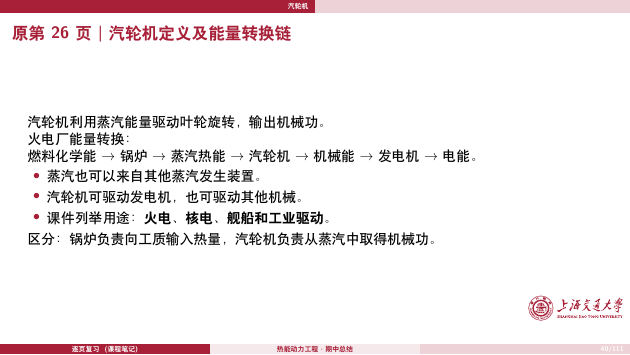 汽轮机
原第 26 页｜汽轮机定义及能量转换链
汽轮机利用蒸汽能量驱动叶轮旋转，输出机械功。
火电厂能量转换：
燃料化学能 → 锅炉 → 蒸汽热能 → 汽轮机 → 机械能 → 发电机 → 电能。
• 蒸汽也可以来自其他蒸汽发生装置。
• 汽轮机可驱动发电机，也可驱动其他机械。
• 课件列举用途：火电、核电、舰船和工业驱动。
区分：锅炉负责向工质输入热量，汽轮机负责从蒸汽中取得机械功。
上海交通大学
SHANGHAI JIAO TONG UNIVERSITY
逐页复习（课程笔记）
热能动力工程·期中总结